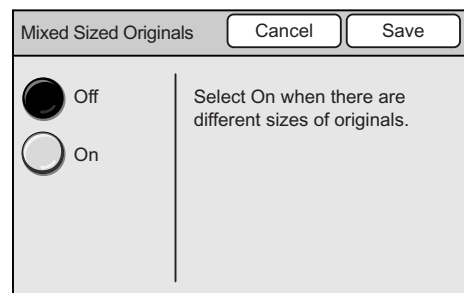 Mixed Sized Originals Cancel Save
Off
On
Select On when there are
different sizes of originals.